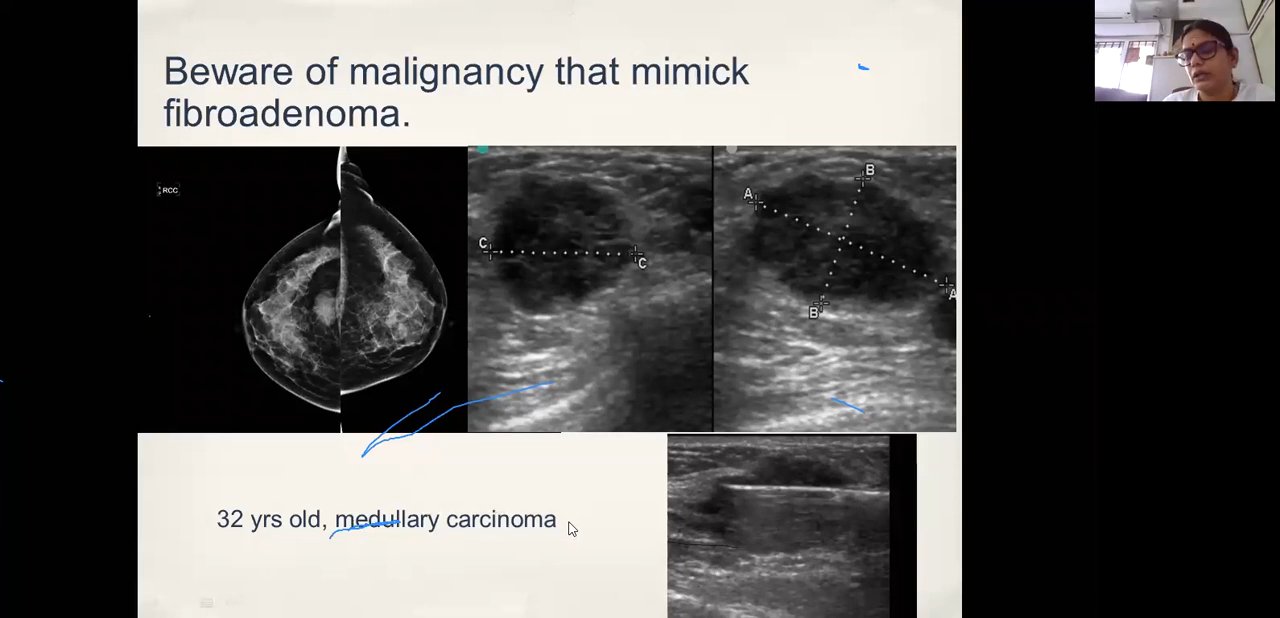 Beware of malignancy that mimick
fibroadenoma.
RCC
C
C
A
B
B
A
32 yrs old, medullary carcinoma